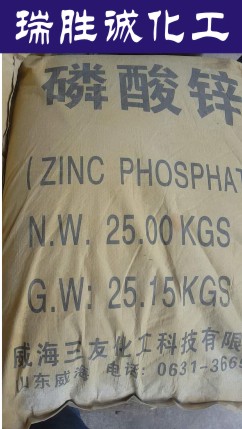 瑞胜诚化工
磷酸锌
(ZINC PHOSPHAT
N.W. 25.00 KGS
G.W: 25.15 KGS
威海三友化工科技有限
山东威海 电话: 0631-3665